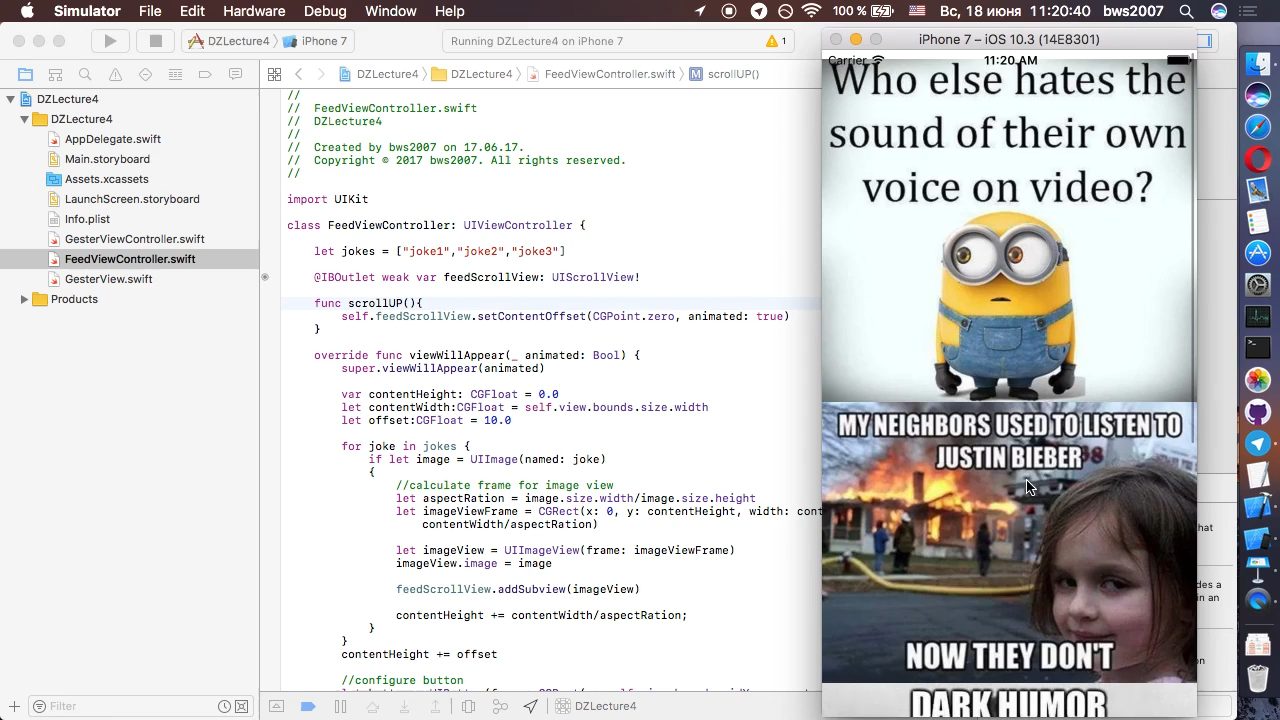 Simulator File Edit Hardware Debug Window Help 100 % Вс, 18 июня 11:20:40 bws2007
DZLecture4 iPhone 7
Running DZLecture4 on iPhone 7
1
DZLecture4
DZLecture4
AppDelegate.swift
Main.storyboard
Assets.xcassets
LaunchScreen.storyboard
Info.plist
GesterViewController.swift
FeedViewController.swift
GesterView.swift
Products
Filter
DZLecture4 FeedViewController.swift M scrollUP()
//
//  FeedViewController.swift
//  DZLecture4
//
//  Created by bws2007 on 17.06.17.
//  Copyright © 2017 bws2007. All rights reserved.
//
import UIKit
class FeedViewController: UIViewController {
let jokes = ["joke1","joke2","joke3"]
@IBOutlet weak var feedScrollView: UIScrollView!
func scrollUP(){
self.feedScrollView.setContentOffset(CGPoint.zero, animated: true)
}
override func viewWillAppear(_ animated: Bool) {
super.viewWillAppear(animated)
var contentHeight: CGFloat = 0.0
let contentWidth:CGFloat = self.view.bounds.size.width
let offset:CGFloat = 10.0
for joke in jokes {
if let image = UIImage(named: joke)
{
//calculate frame for image view
let aspectRation = image.size.width/image.size.height
let imageViewFrame = CGRect(x: 0, y: contentHeight, width: cont
contentWidth/aspectRation)
let imageView = UIImageView(frame: imageViewFrame)
imageView.image = image
feedScrollView.addSubview(imageView)
contentHeight += contentWidth/aspectRation;
}
}
contentHeight += offset
//configure button
DZLecture4
iPhone 7 – iOS 10.3 (14E8301)
Carrier 11:20 AM
Who else hates the
sound of their own
voice on video?
MY NEIGHBORS USED TO LISTEN TO
JUSTIN BIEBER
NOW THEY DON'T
DARK HUMOR
that
des a
in an
on